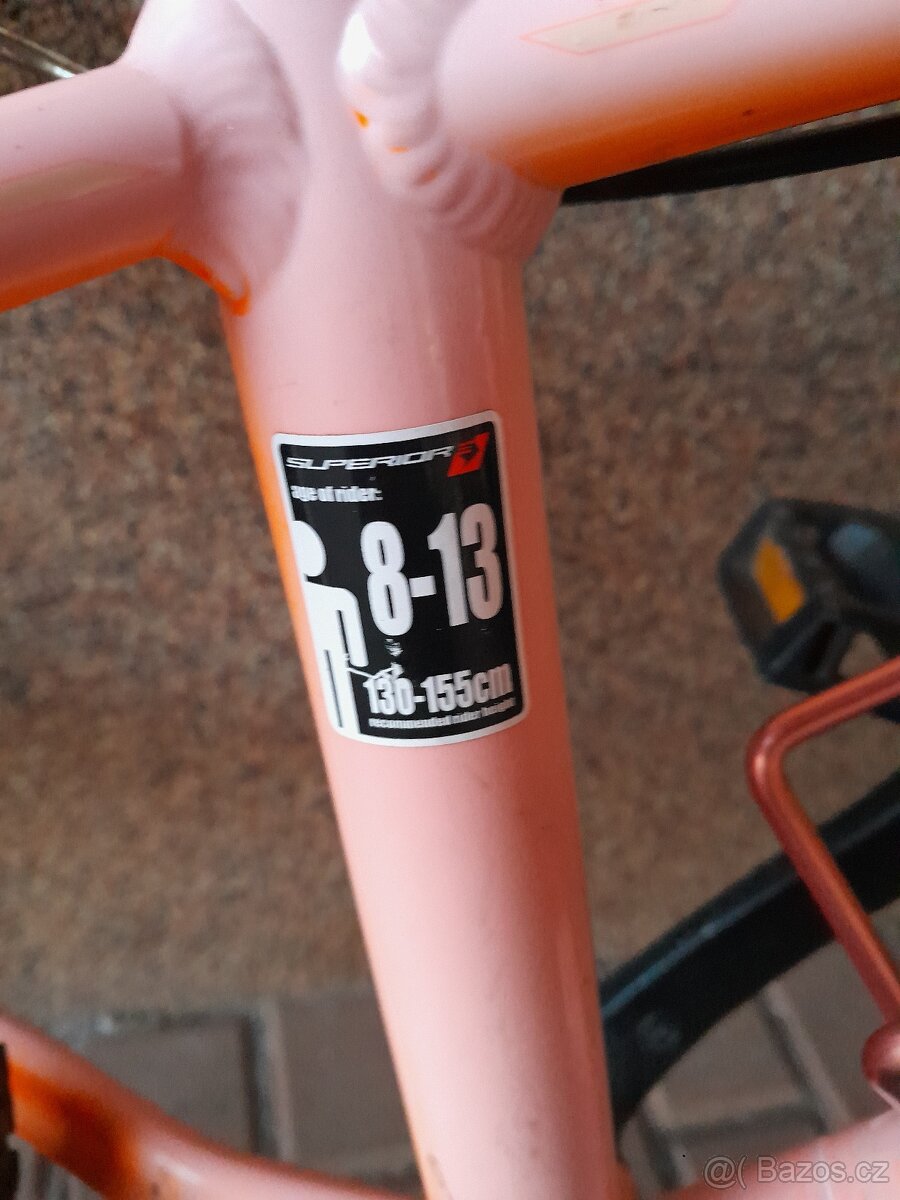 SUPERIOR
age of rider:
8-13
130-155cm
recommended rider height
@( Bazos.cz